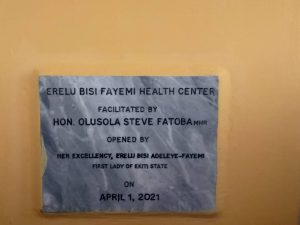 ERELU BISI FAYEMI HEALTH CENTER
FACILITATED BY
HON. OLUSOLA STEVE FATOBA MHR
OPENED BY
HER EXCELLENCY, ERELU BISI ADELEYE-FAYEMI
FIRST LADY OF EKITI STATE
ON
APRIL 1, 2021